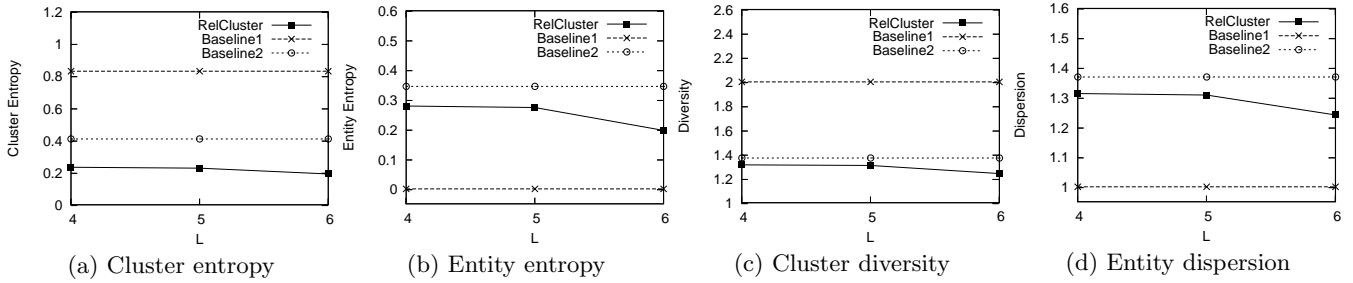 Cluster Entropy
1.2
1
0.8
0.6
0.4
0.2
0
4
5
6
L
RelCluster
Baseline1
Baseline2
(a) Cluster entropy
Entity Entropy
0.6
0.5
0.4
0.3
0.2
0.1
0
4
5
6
L
RelCluster
Baseline1
Baseline2
(b) Entity entropy
Diversity
2.6
2.4
2.2
2
1.8
1.6
1.4
1.2
1
4
5
6
L
RelCluster
Baseline1
Baseline2
(c) Cluster diversity
Dispersion
1.6
1.5
1.4
1.3
1.2
1.1
1
4
5
6
L
RelCluster
Baseline1
Baseline2
(d) Entity dispersion